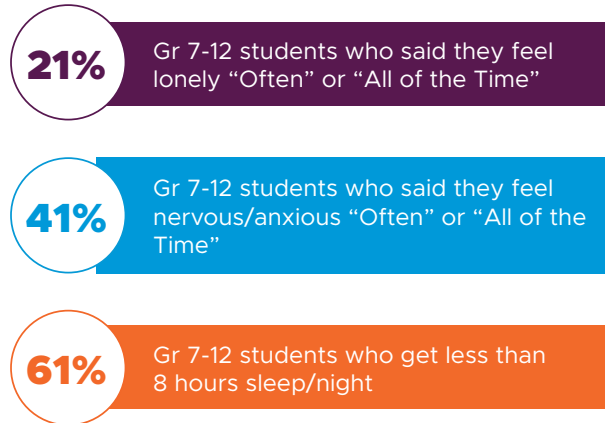 21%
Gr 7-12 students who said they feel
lonely “Often” or “All of the Time”
41%
Gr 7-12 students who said they feel
nervous/anxious “Often” or “All of the
Time”
61%
Gr 7-12 students who get less than
8 hours sleep/night